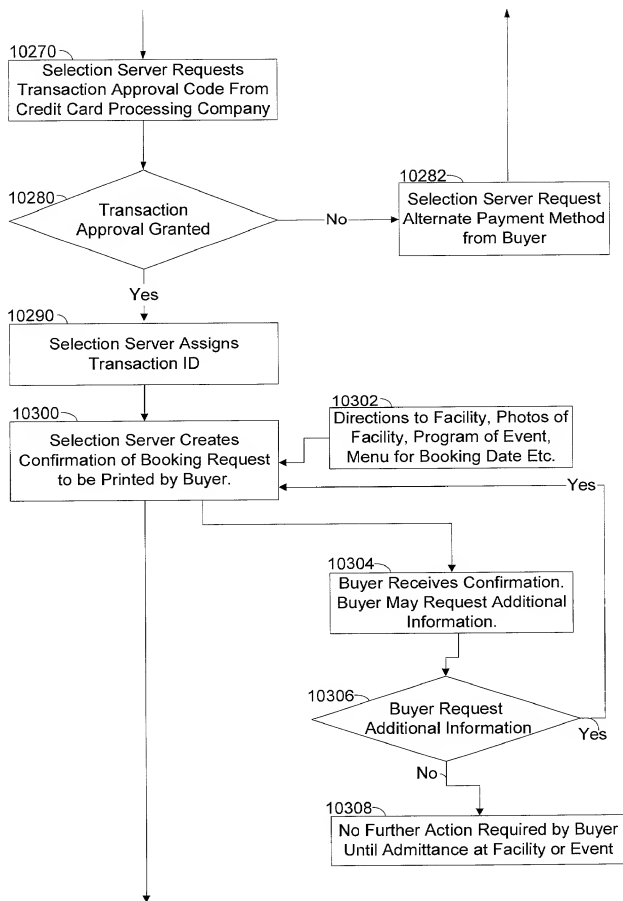 10270
Selection Server Requests
Transaction Approval Code From
Credit Card Processing Company
10280
Transaction
Approval Granted
No
10282
Selection Server Request
Alternate Payment Method
from Buyer
Yes
10290
Selection Server Assigns
Transaction ID
10300
Selection Server Creates
Confirmation of Booking Request
to be Printed by Buyer.
10302
Directions to Facility, Photos of
Facility, Program of Event,
Menu for Booking Date Etc.
Yes
10304
Buyer Receives Confirmation.
Buyer May Request Additional
Information.
10306
Buyer Request
Additional Information
Yes
No
10308
No Further Action Required by Buyer
Until Admittance at Facility or Event